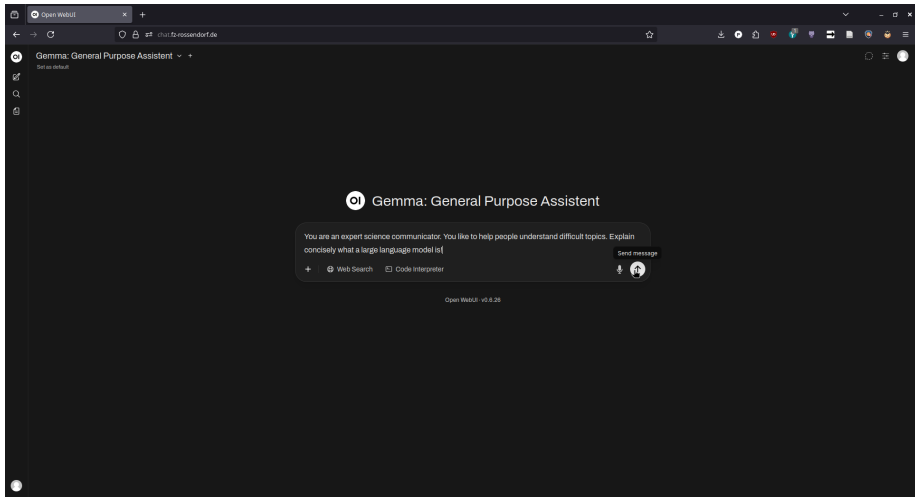 Open WebUI
chat.fz-rossendorf.de
Gemma: General Purpose Assistent
Set as default
OI Gemma: General Purpose Assistent
You are an expert science communicator. You like to help people understand difficult topics. Explain
concisely what a large language model is!
Send message
Web Search
Code Interpreter
Open WebUI · v0.6.26